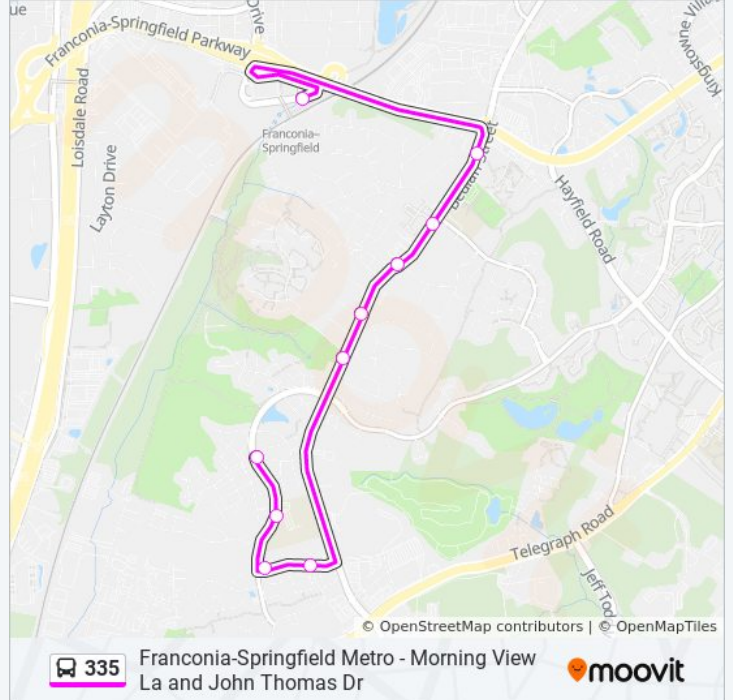 ue
Drive
Franconia-Springfield Parkway
Kingstowne Villag
Loisdale Road
Layton Drive
Franconia-
Springfield
Beulah Street
Hayfield Road
Telegraph Road
Jeff Tod
© OpenStreetMap contributors | © OpenMapTiles
335
Franconia-Springfield Metro - Morning View
La and John Thomas Dr
moovit